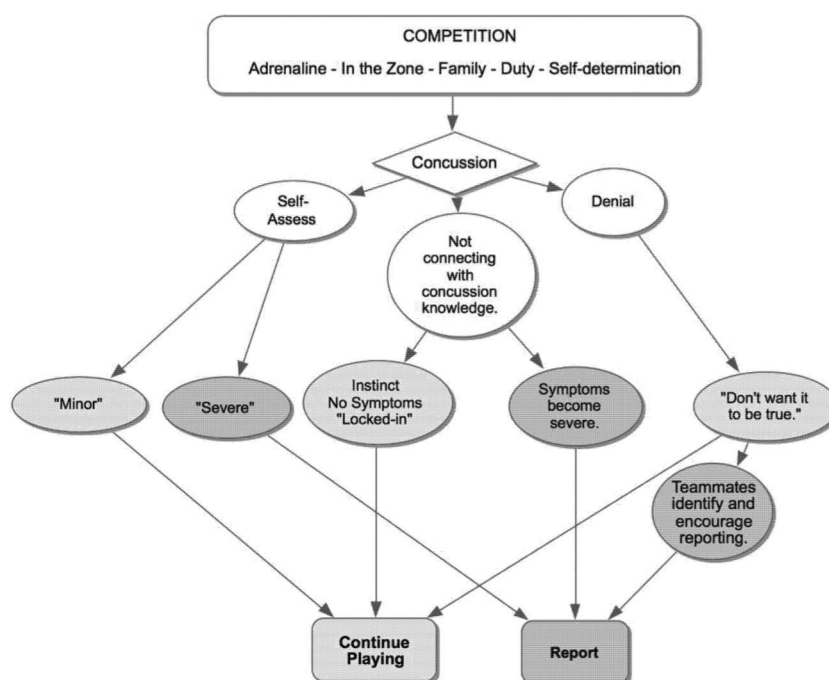 COMPETITION
Adrenaline - In the Zone - Family - Duty - Self-determination
Concussion
Self-
Assess
Not
connecting
with
concussion
knowledge.
Denial
"Minor"
"Severe"
Instinct
No Symptoms
"Locked-in"
Symptoms
become
severe.
"Don't want it
to be true."
Teammates
identify and
encourage
reporting.
Continue
Playing
Report